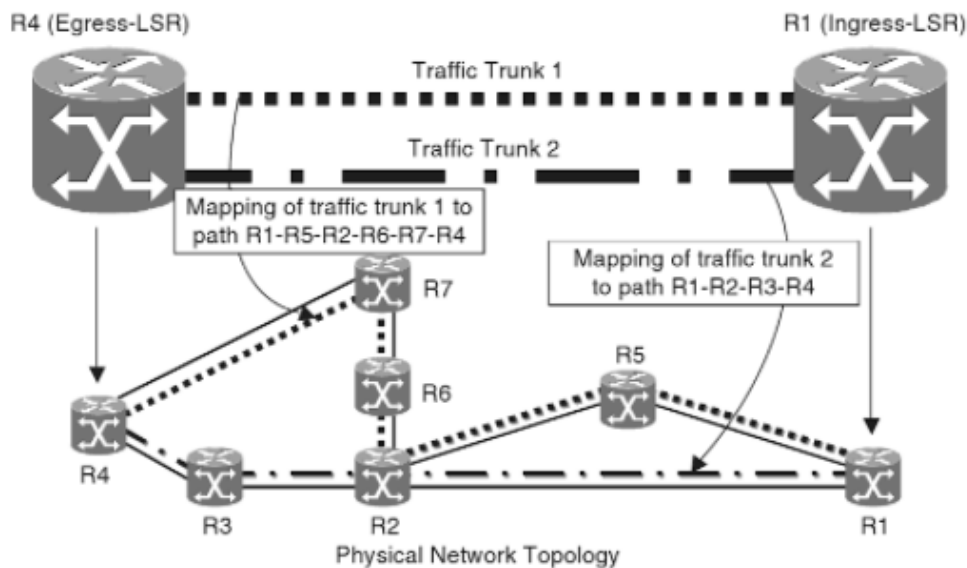 R4 (Egress-LSR)
R1 (Ingress-LSR)
Traffic Trunk 1
Traffic Trunk 2
Mapping of traffic trunk 1 to
path R1-R5-R2-R6-R7-R4
Mapping of traffic trunk 2
to path R1-R2-R3-R4
R7
R5
R6
R4
R3
R2
R1
Physical Network Topology